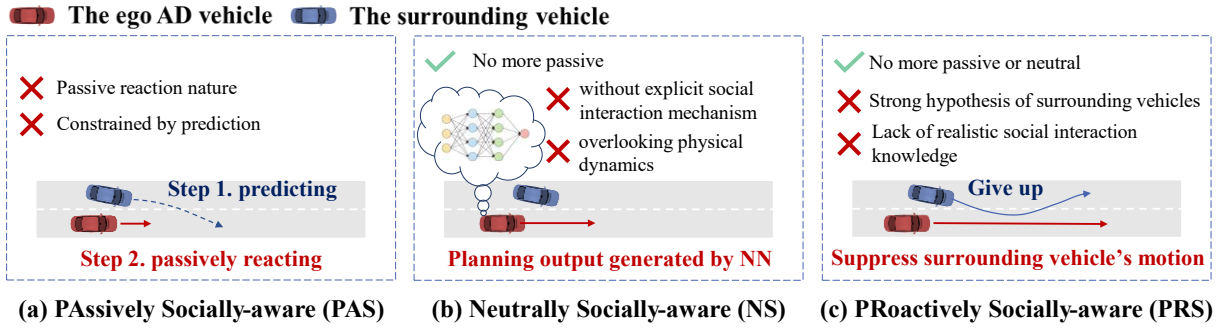 The ego AD vehicle The surrounding vehicle
Passive reaction nature
Constrained by prediction
Step 1. predicting
Step 2. passively reacting
(a) PAssively Socially-aware (PAS)
No more passive
without explicit social
interaction mechanism
overlooking physical
dynamics
Planning output generated by NN
(b) Neutrally Socially-aware (NS)
No more passive or neutral
Strong hypothesis of surrounding vehicles
Lack of realistic social interaction
knowledge
Give up
Suppress surrounding vehicle's motion
(c) PRoactively Socially-aware (PRS)